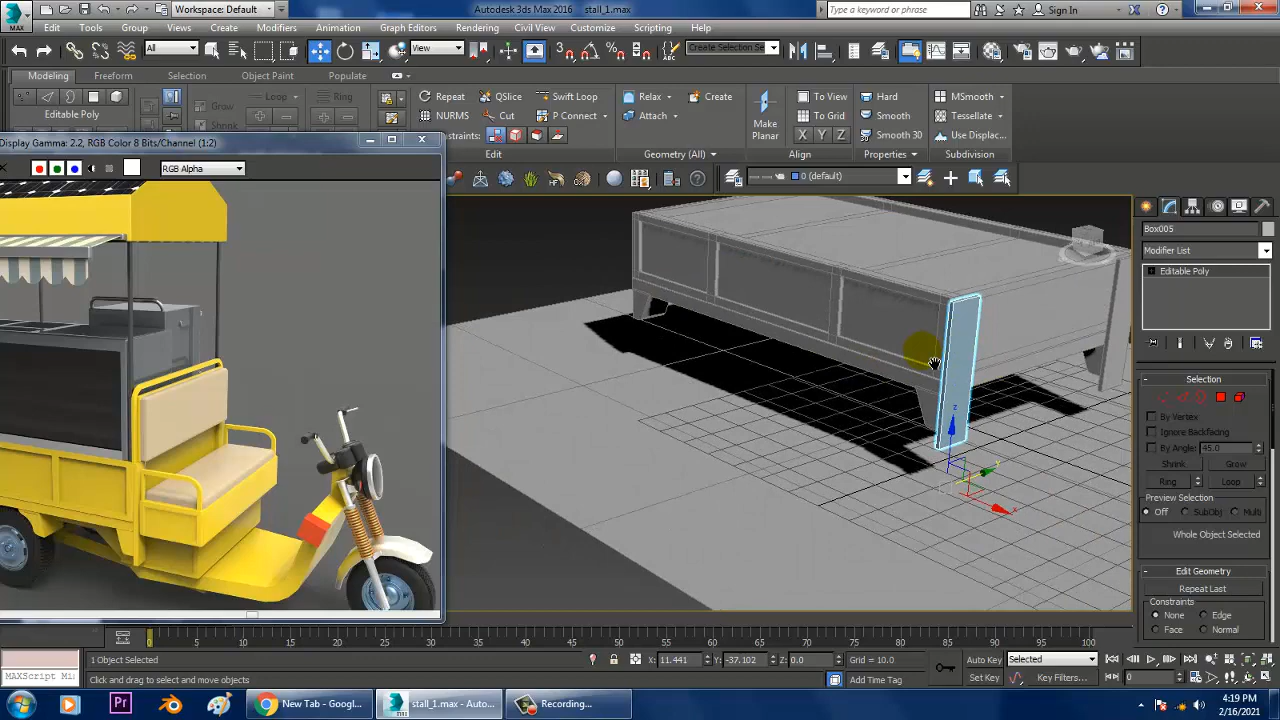 MAX
Workspace: Default
Autodesk 3ds Max 2016
stall_1.max
Type a keyword or phrase
Sign In
Edit Tools Group Views Create Modifiers Animation Graph Editors Rendering Civil View Customize Scripting Help
All
View
Create Selection Se
Modeling Freeform Selection Object Paint Populate
Editable Poly
Grow
Loop
Ring
Repeat QSlice Swift Loop
NURMS Cut P Connect
Edit
Relax Create
Attach
Geometry (All)
Make Planar
To View
To Grid
X Y Z
Align
Hard
Smooth
Smooth 30
Properties
MSmooth
Tessellate
Use Displac...
Subdivision
Display Gamma: 2.2, RGB Color 8 Bits/Channel (1:2)
RGB Alpha
0 (default)
Box005
Modifier List
Editable Poly
Selection
By Vertex
Ignore Backfacing
By Angle: 45.0
Shrink Grow
Ring Loop
Preview Selection
Off SubObj Multi
Whole Object Selected
Edit Geometry
Repeat Last
Constraints
None Edge
Face Normal
z
y
x
0 5 10 15 20 25 30 35 40 45 50 55 60 65 70 75 80 85 90 95 100
1 Object Selected
X: 11.441 Y: -37.102 Z: 0.0
Grid = 10.0
Auto Key Selected
MAXScript Mi
Click and drag to select and move objects
Add Time Tag
Set Key Key Filters...
0
New Tab - Googl...
stall_1.max - Auto...
Recording...
4:19 PM
2/16/2021